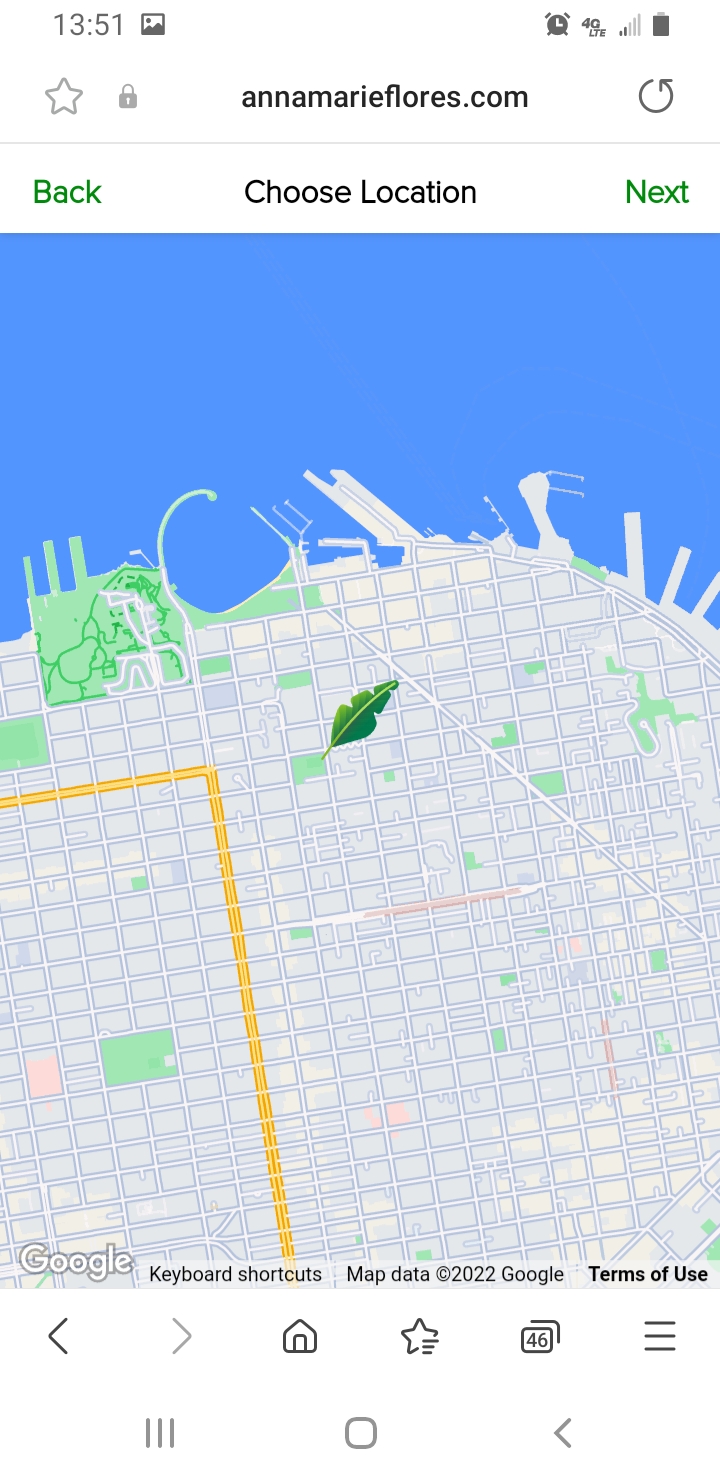 13:51
4G LTE
annamarieflores.com
Back Choose Location Next
Google Keyboard shortcuts Map data ©2022 Google Terms of Use
46